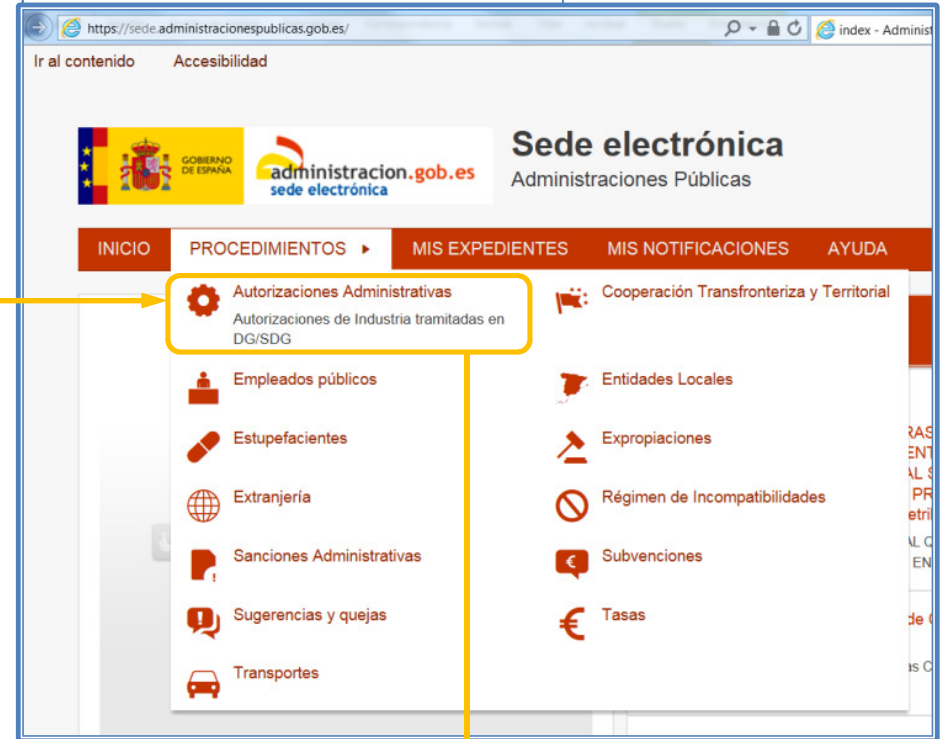 https://sede.administracionespublicas.gob.es/
index - Administ
Ir al contenido Accesibilidad
GOBIERNO
DE ESPAÑA
administracion.gob.es
sede electrónica
Sede electrónica
Administraciones Públicas
INICIO PROCEDIMIENTOS MIS EXPEDIENTES MIS NOTIFICACIONES AYUDA
Autorizaciones Administrativas
Autorizaciones de Industria tramitadas en
DG/SDG
Cooperación Transfronteriza y Territorial
Empleados públicos
Entidades Locales
Estupefacientes
Expropiaciones
Extranjería
Régimen de Incompatibilidades
Sanciones Administrativas
Subvenciones
Sugerencias y quejas
Tasas
Transportes